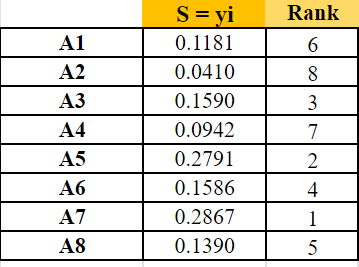 S = yi Rank
A1 0.1181 6
A2 0.0410 8
A3 0.1590 3
A4 0.0942 7
A5 0.2791 2
A6 0.1586 4
A7 0.2867 1
A8 0.1390 5